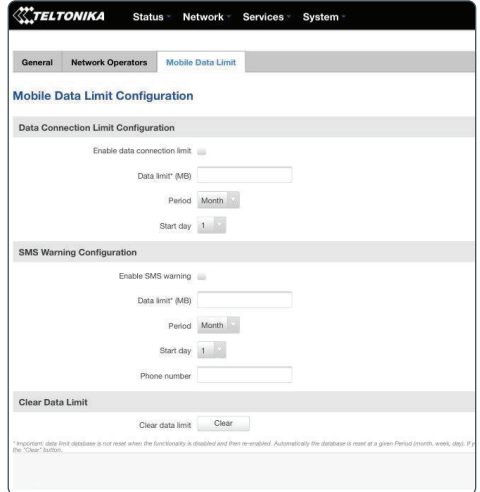 TELTONIKA Status Network Services System
General Network Operators Mobile Data Limit
Mobile Data Limit Configuration
Data Connection Limit Configuration
Enable data connection limit
Data limit* (MB)
Period Month
Start day 1
SMS Warning Configuration
Enable SMS warning
Data limit* (MB)
Period Month
Start day 1
Phone number
Clear Data Limit
Clear data limit Clear
* Important: data limit database is not reset when the functionality is disabled and then re-enabled. Automatically the database is reset at a given Period (month, week, day). If y
the "Clear" button.